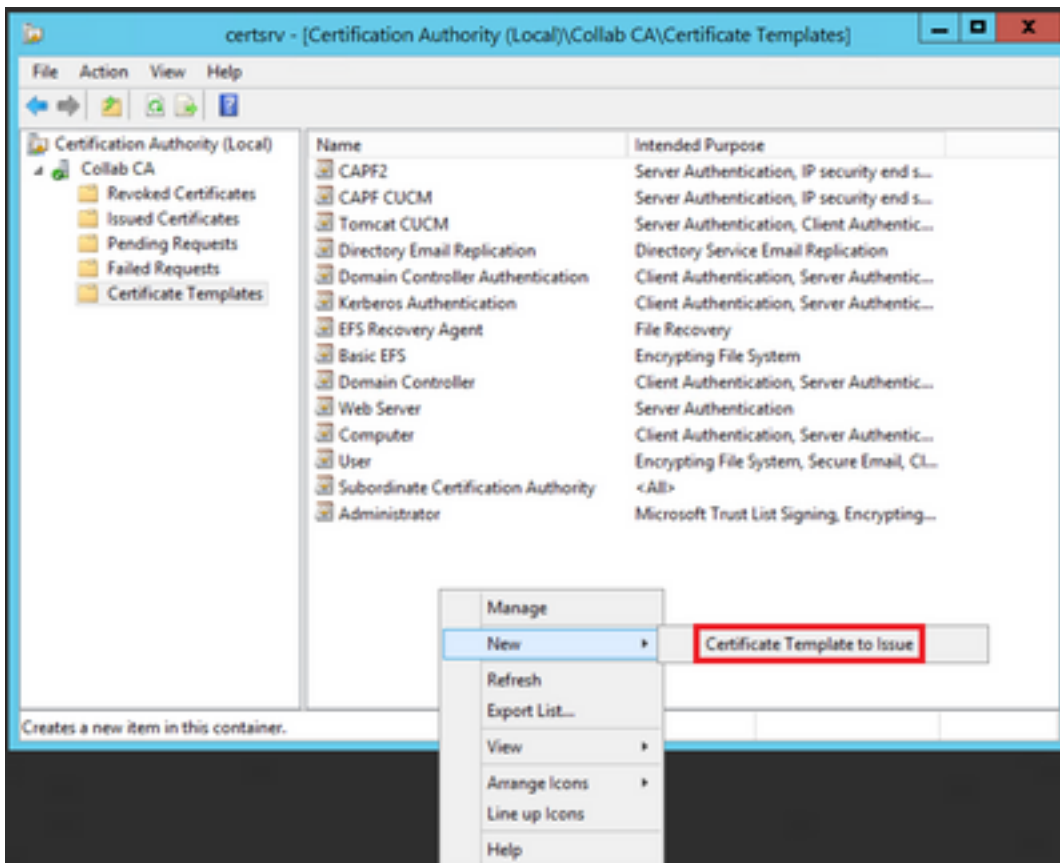 certsrv - [Certification Authority (Local)\Collab CA\Certificate Templates]
File Action View Help
Certification Authority (Local)
Collab CA
Revoked Certificates
Issued Certificates
Pending Requests
Failed Requests
Certificate Templates
Name Intended Purpose
CAPF2 Server Authentication, IP security end s...
CAPF CUCM Server Authentication, IP security end s...
Tomcat CUCM Server Authentication, Client Authentic...
Directory Email Replication Directory Service Email Replication
Domain Controller Authentication Client Authentication, Server Authentic...
Kerberos Authentication Client Authentication, Server Authentic...
EFS Recovery Agent File Recovery
Basic EFS Encrypting File System
Domain Controller Client Authentication, Server Authentic...
Web Server Server Authentication
Computer Client Authentication, Server Authentic...
User Encrypting File System, Secure Email, Cl...
Subordinate Certification Authority <All>
Administrator Microsoft Trust List Signing, Encrypting...
Manage
New Certificate Template to Issue
Refresh
Export List...
View
Arrange Icons
Line up Icons
Help
Creates a new item in this container.